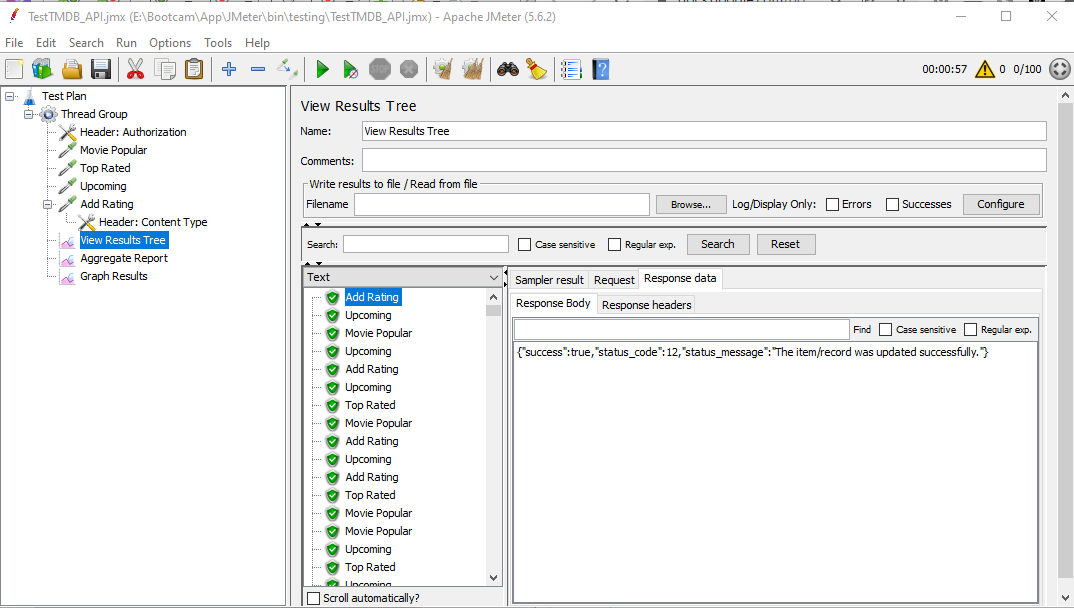 TestTMDB_API.jmx (E:\Bootcam\App\JMeter\bin\testing\TestTMDB_API.jmx) - Apache JMeter (5.6.2)
File Edit Search Run Options Tools Help
STOP
00:00:57 0 0/100
Test Plan
Thread Group
Header: Authorization
Movie Popular
Top Rated
Upcoming
Add Rating
Header: Content Type
View Results Tree
Aggregate Report
Graph Results
View Results Tree
Name: View Results Tree
Comments:
Write results to file / Read from file
Filename Browse... Log/Display Only: Errors Successes Configure
Search: Case sensitive Regular exp. Search Reset
Text
Add Rating
Upcoming
Movie Popular
Upcoming
Add Rating
Upcoming
Top Rated
Movie Popular
Add Rating
Upcoming
Add Rating
Top Rated
Movie Popular
Movie Popular
Upcoming
Top Rated
Upcoming
Scroll automatically?
Sampler result Request Response data
Response Body Response headers
Find Case sensitive Regular exp.
{"success":true,"status_code":12,"status_message":"The item/record was updated successfully."}